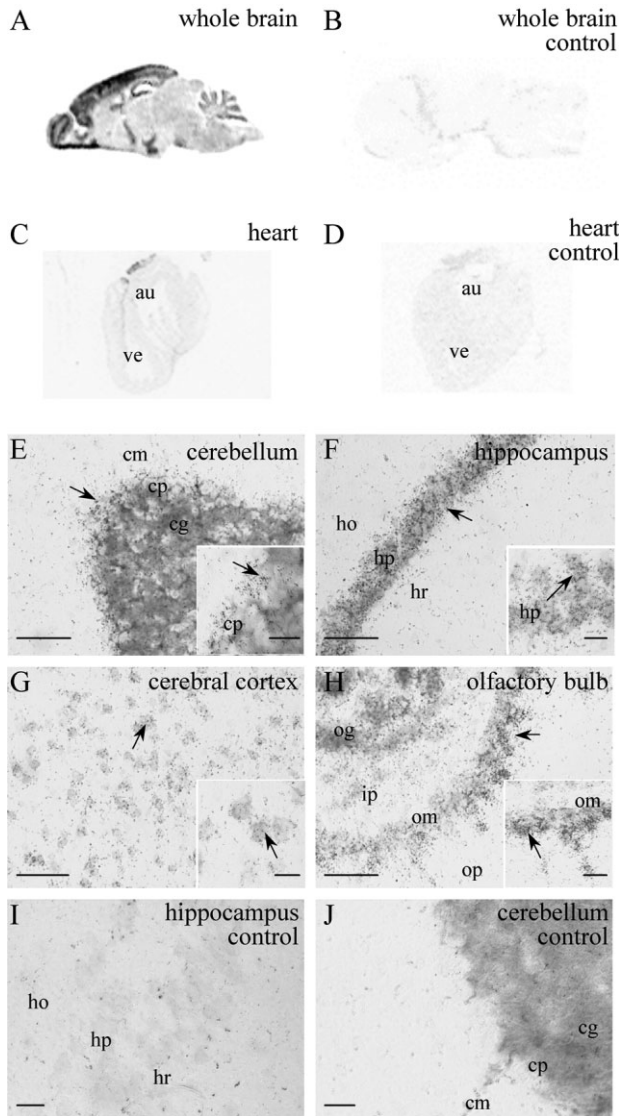 A whole brain
B whole brain
control
C heart
au
ve
D heart
control
au
ve
E cm cerebellum
cp
cg
cp
F hippocampus
ho
hp
hr
hp
G cerebral cortex
H olfactory bulb
og
ip
om
op
om
I hippocampus
control
ho
hp
hr
J cerebellum
control
cg
cp
cm